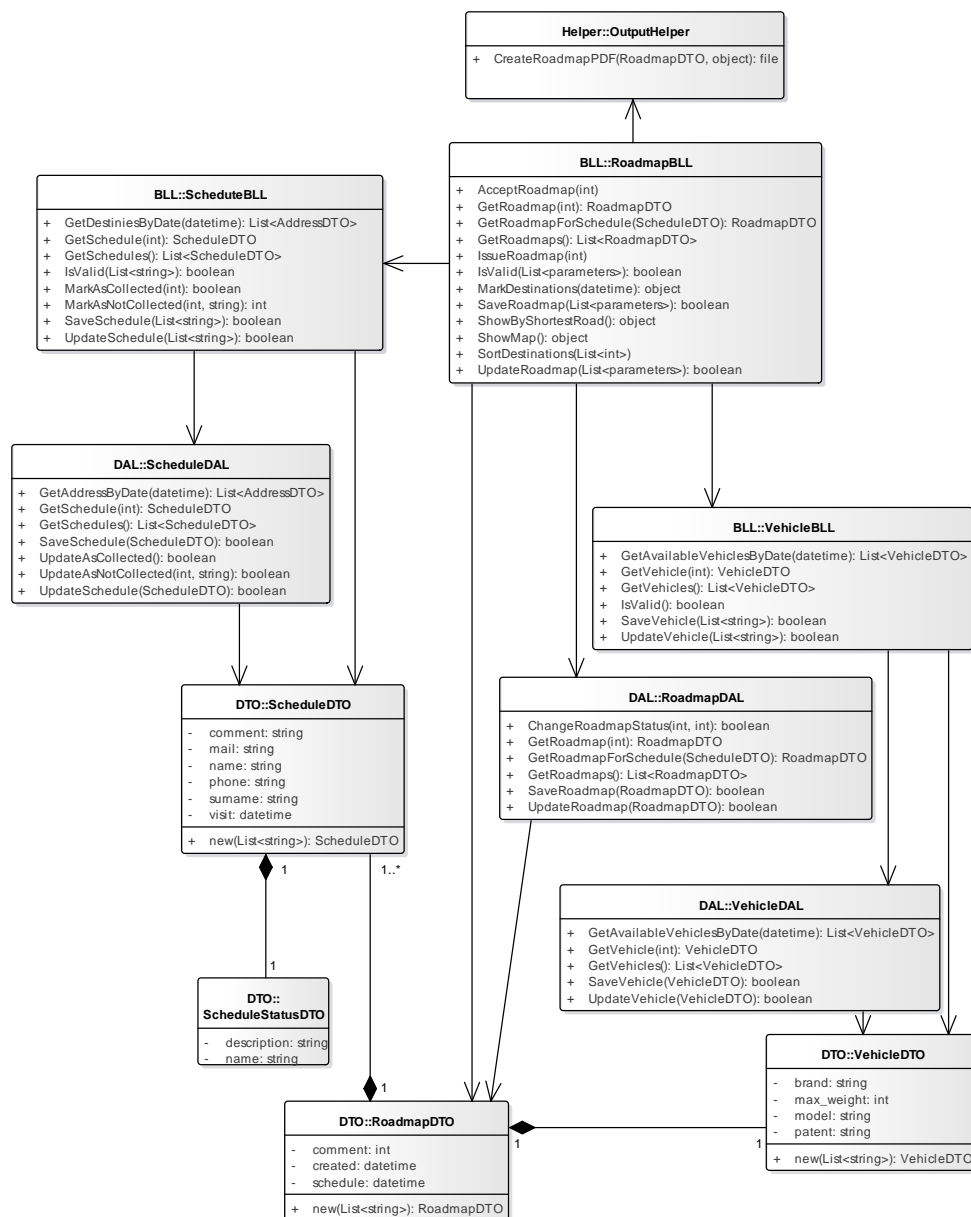 Helper::OutputHelper
+ CreateRoadmapPDF(RoadmapDTO, object): file
BLL::RoadmapBLL
+ AcceptRoadmap(int)
+ GetRoadmap(int): RoadmapDTO
+ GetRoadmapForSchedule(ScheduleDTO): RoadmapDTO
+ GetRoadmaps(): List<RoadmapDTO>
+ IssueRoadmap(int)
+ IsValid(List<parameters>): boolean
+ MarkDestinations(datetime): object
+ SaveRoadmap(List<parameters>): boolean
+ ShowByShortestRoad(): object
+ ShowMap(): object
+ SortDestinations(List<int>)
+ UpdateRoadmap(List<parameters>): boolean
BLL::ScheduteBLL
+ GetDestiniesByDate(datetime): List<AddressDTO>
+ GetSchedule(int): ScheduleDTO
+ GetSchedules(): List<ScheduleDTO>
+ IsValid(List<string>): boolean
+ MarkAsCollected(int): boolean
+ MarkAsNotCollected(int, string): int
+ SaveSchedule(List<string>): boolean
+ UpdateSchedule(List<string>): boolean
DAL::ScheduleDAL
+ GetAddressByDate(datetime): List<AddressDTO>
+ GetSchedule(int): ScheduleDTO
+ GetSchedules(): List<ScheduleDTO>
+ SaveSchedule(ScheduleDTO): boolean
+ UpdateAsCollected(): boolean
+ UpdateAsNotCollected(int, string): boolean
+ UpdateSchedule(ScheduleDTO): boolean
BLL::VehicleBLL
+ GetAvailableVehiclesByDate(datetime): List<VehicleDTO>
+ GetVehicle(int): VehicleDTO
+ GetVehicles(): List<VehicleDTO>
+ IsValid(): boolean
+ SaveVehicle(List<string>): boolean
+ UpdateVehicle(List<string>): boolean
DTO::ScheduleDTO
- comment: string
- mail: string
- name: string
- phone: string
- surname: string
- visit: datetime
+ new(List<string>): ScheduleDTO
DAL::RoadmapDAL
+ ChangeRoadmapStatus(int, int): boolean
+ GetRoadmap(int): RoadmapDTO
+ GetRoadmapForSchedule(ScheduleDTO): RoadmapDTO
+ GetRoadmaps(): List<RoadmapDTO>
+ SaveRoadmap(RoadmapDTO): boolean
+ UpdateRoadmap(RoadmapDTO): boolean
1
1..*
DAL::VehicleDAL
+ GetAvailableVehiclesByDate(datetime): List<VehicleDTO>
+ GetVehicle(int): VehicleDTO
+ GetVehicles(): List<VehicleDTO>
+ SaveVehicle(VehicleDTO): boolean
+ UpdateVehicle(VehicleDTO): boolean
1
DTO::
ScheduleStatusDTO
- description: string
- name: string
1
DTO::VehicleDTO
- brand: string
- max_weight: int
- model: string
- patent: string
+ new(List<string>): VehicleDTO
DTO::RoadmapDTO
- comment: int
- created: datetime
- schedule: datetime
+ new(List<string>): RoadmapDTO
1
1